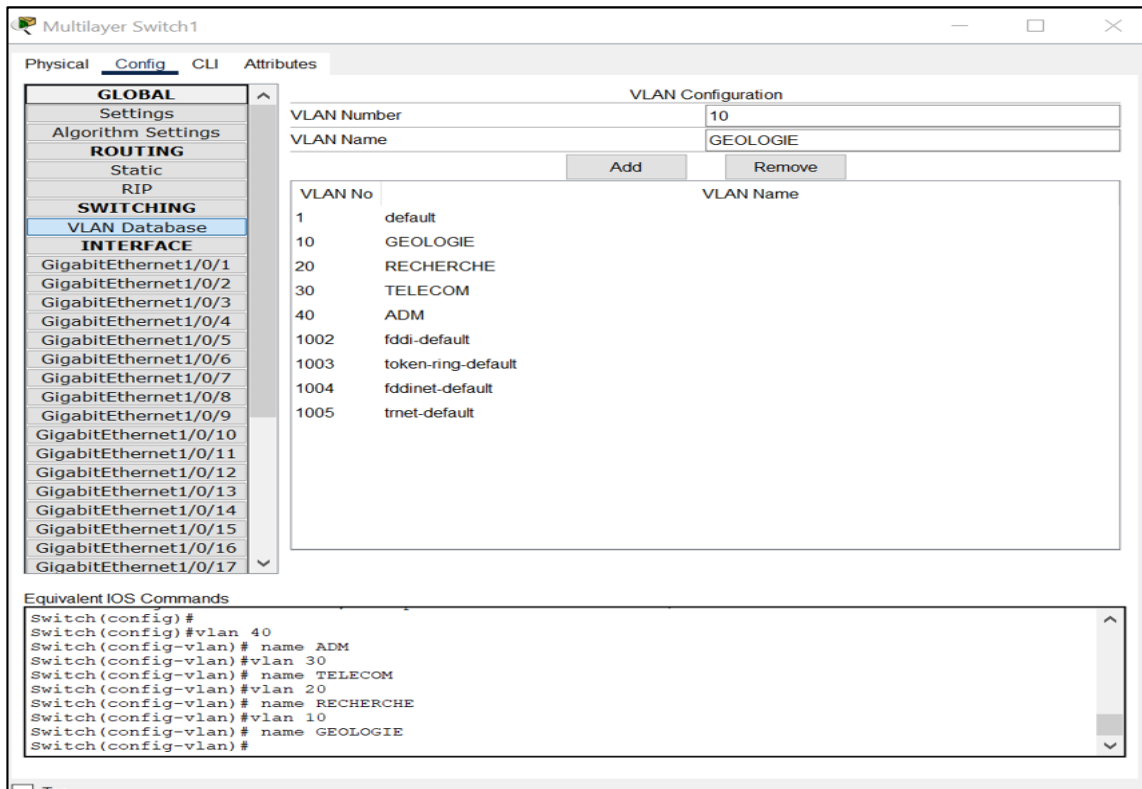 Multilayer Switch1
Physical Config CLI Attributes
GLOBAL
Settings
Algorithm Settings
ROUTING
Static
RIP
SWITCHING
VLAN Database
INTERFACE
GigabitEthernet1/0/1
GigabitEthernet1/0/2
GigabitEthernet1/0/3
GigabitEthernet1/0/4
GigabitEthernet1/0/5
GigabitEthernet1/0/6
GigabitEthernet1/0/7
GigabitEthernet1/0/8
GigabitEthernet1/0/9
GigabitEthernet1/0/10
GigabitEthernet1/0/11
GigabitEthernet1/0/12
GigabitEthernet1/0/13
GigabitEthernet1/0/14
GigabitEthernet1/0/15
GigabitEthernet1/0/16
GigabitEthernet1/0/17
VLAN Configuration
VLAN Number 10
VLAN Name GEOLOGIE
Add Remove
VLAN No VLAN Name
1 default
10 GEOLOGIE
20 RECHERCHE
30 TELECOM
40 ADM
1002 fddi-default
1003 token-ring-default
1004 fddinet-default
1005 trnet-default
Equivalent IOS Commands
Switch(config)#
Switch(config)#vlan 40
Switch(config-vlan)# name ADM
Switch(config-vlan)#vlan 30
Switch(config-vlan)# name TELECOM
Switch(config-vlan)#vlan 20
Switch(config-vlan)# name RECHERCHE
Switch(config-vlan)#vlan 10
Switch(config-vlan)# name GEOLOGIE
Switch(config-vlan)#